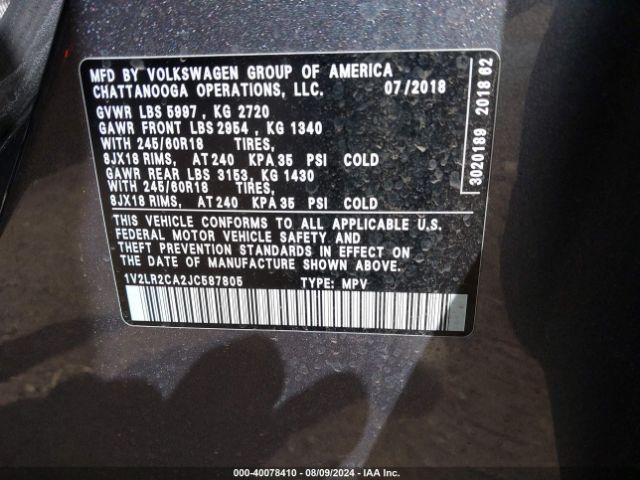 MFD BY VOLKSWAGEN GROUP OF AMERICA
CHATTANOOGA OPERATIONS, LLC. 07/2018
GVWR LBS 5997 , KG 2720
GAWR FRONT LBS 2954 , KG 1340
WITH 245/60R18 TIRES,
8JX18 RIMS, AT 240 KPA 35 PSI COLD
GAWR REAR LBS 3153, KG 1430
WITH 245/60R18 TIRES,
8JX18 RIMS, AT 240 KPA 35 PSI COLD
THIS VEHICLE CONFORMS TO ALL APPLICABLE U.S.
FEDERAL MOTOR VEHICLE SAFETY AND
THEFT PREVENTION STANDARDS IN EFFECT ON
THE DATE OF MANUFACTURE SHOWN ABOVE.
1V2LR2CA2JC587805 TYPE: MPV
3020189 2018 62
000-40078410 - 08/09/2024 - IAA Inc.